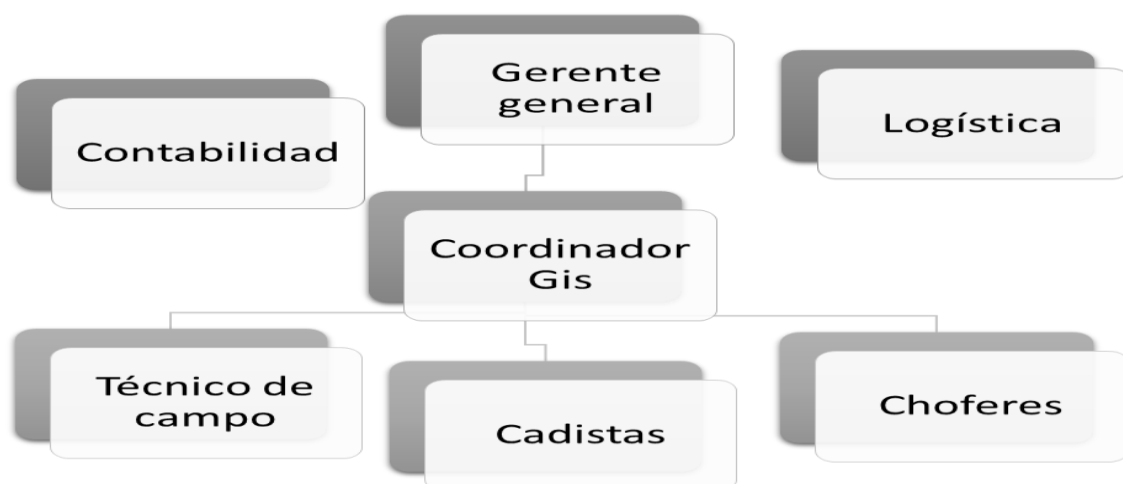 Gerente
general
Contabilidad
Logística
Coordinador
Gis
Técnico de
campo
Cadistas
Choferes